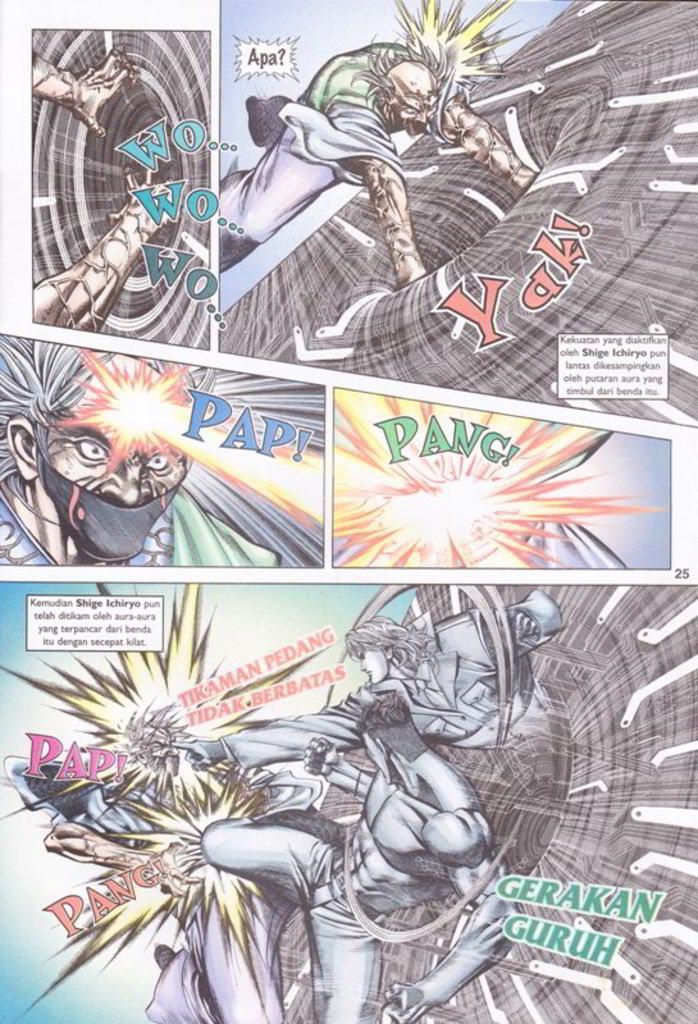 Apa?
WO...
WO...
WO...
Yak!
Kekuatan yang diaktifkan
oleh Shige Ichiryo pun
lantas dikesampingkan
oleh putaran aura yang
timbul dari benda itu.
PAP!
PANG!
25
Kemudian Shige Ichiryo pun
telah ditikam oleh aura-aura
yang terpancar dari benda
itu dengan secepat kilat.
TIKAMAN PEDANG
TIDAK BERBATAS
PAP!
PANG!
GERAKAN
GURUH